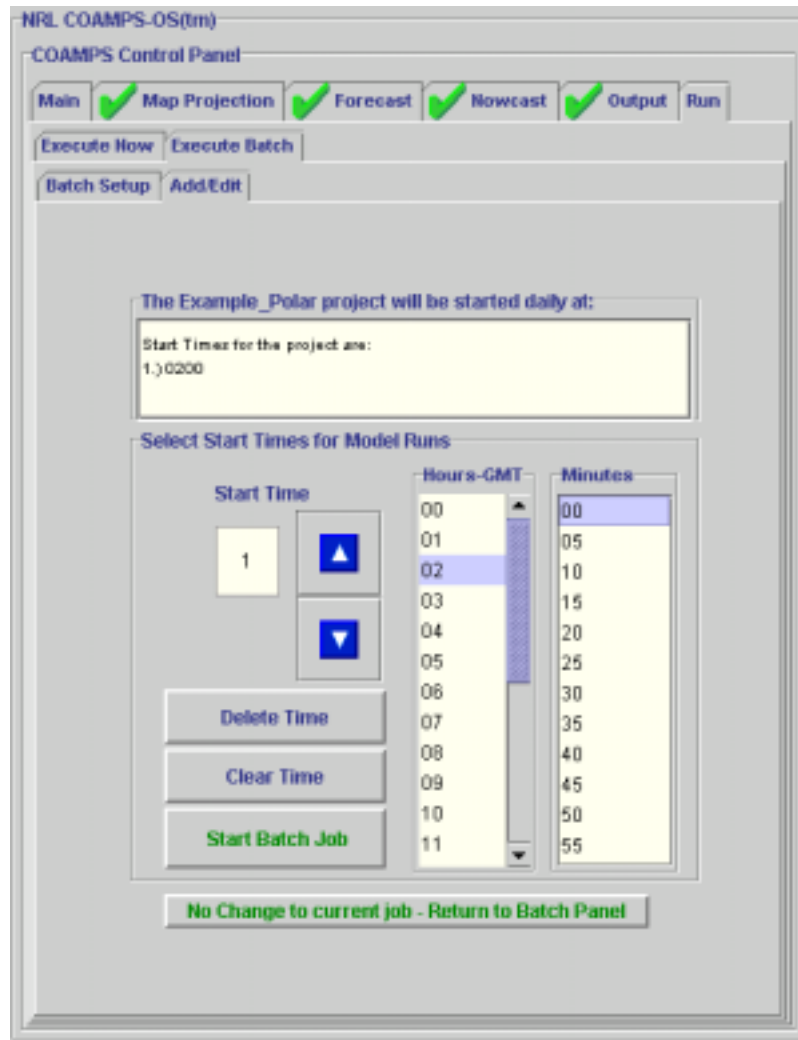 NRL COAMPS-OS(tm)
COAMPS Control Panel
Main Map Projection Forecast Nowcast Output Run
Execute Now Execute Batch
Batch Setup Add/Edit
The Example_Polar project will be started daily at:
Start Times for the project are:
1.) 0200
Select Start Times for Model Runs
Start Time
1
Delete Time
Clear Time
Start Batch Job
Hours-GMT
00
01
02
03
04
05
06
07
08
09
10
11
Minutes
00
05
10
15
20
25
30
35
40
45
50
55
No Change to current job - Return to Batch Panel